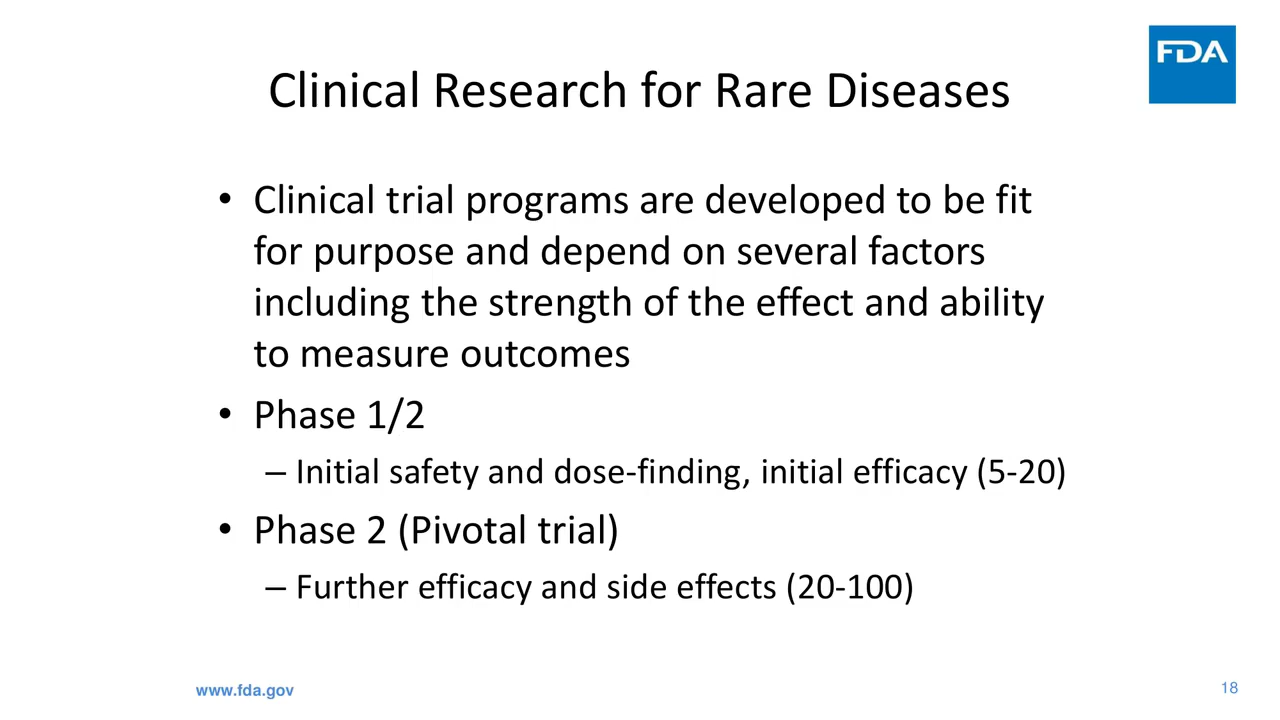 FDA
Clinical Research for Rare Diseases
• Clinical trial programs are developed to be fit
for purpose and depend on several factors
including the strength of the effect and ability
to measure outcomes
• Phase 1/2
– Initial safety and dose-finding, initial efficacy (5-20)
• Phase 2 (Pivotal trial)
– Further efficacy and side effects (20-100)
www.fda.gov
18